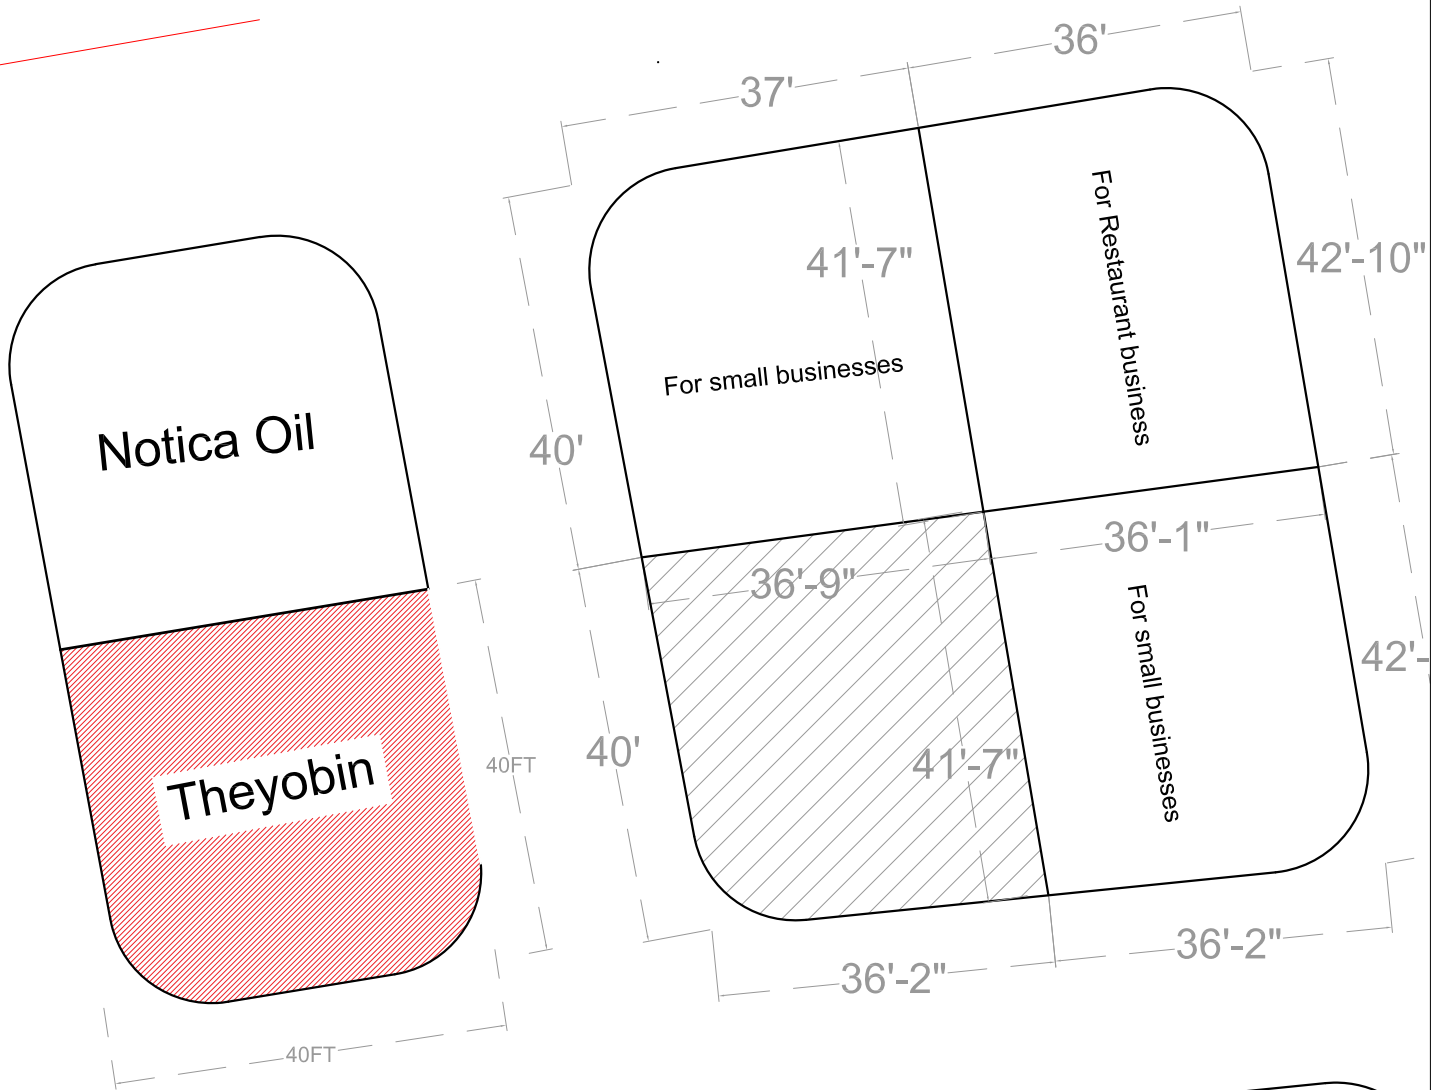 36'
37'
For Restaurant business
41'-7"
42'-10"
For small businesses
Notica Oil
40'
36'-1"
36'-9"
For small businesses
42'-
40'
41'-7"
40FT
Theyobin
36'-2"
36'-2"
40FT